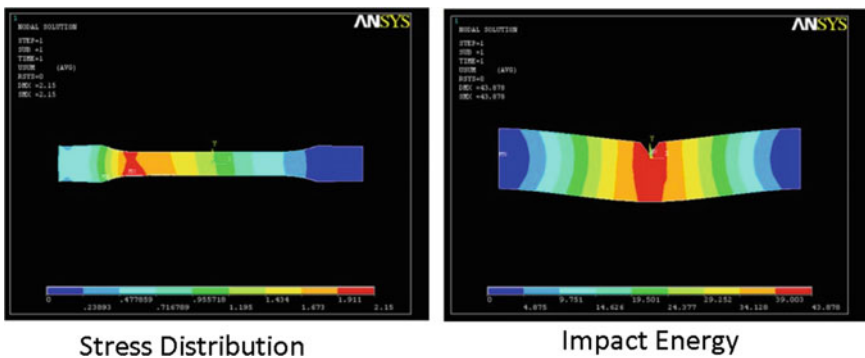 1
NODAL SOLUTION
STEP=1
SUB =1
TIME=1
USUM (AVG)
RSYS=0
DMX =2.15
SMX =2.15
ANSYS
Y
MX
0 .477859 .955718 1.434 1.911
.23893 .716789 1.195 1.673 2.15
Stress Distribution
1
NODAL SOLUTION
STEP=1
SUB =1
TIME=1
USUM (AVG)
RSYS=0
DMX =43.878
SMX =43.878
ANSYS
Y
0 9.751 19.501 29.252 39.003
4.875 14.626 24.377 34.128 43.878
Impact Energy